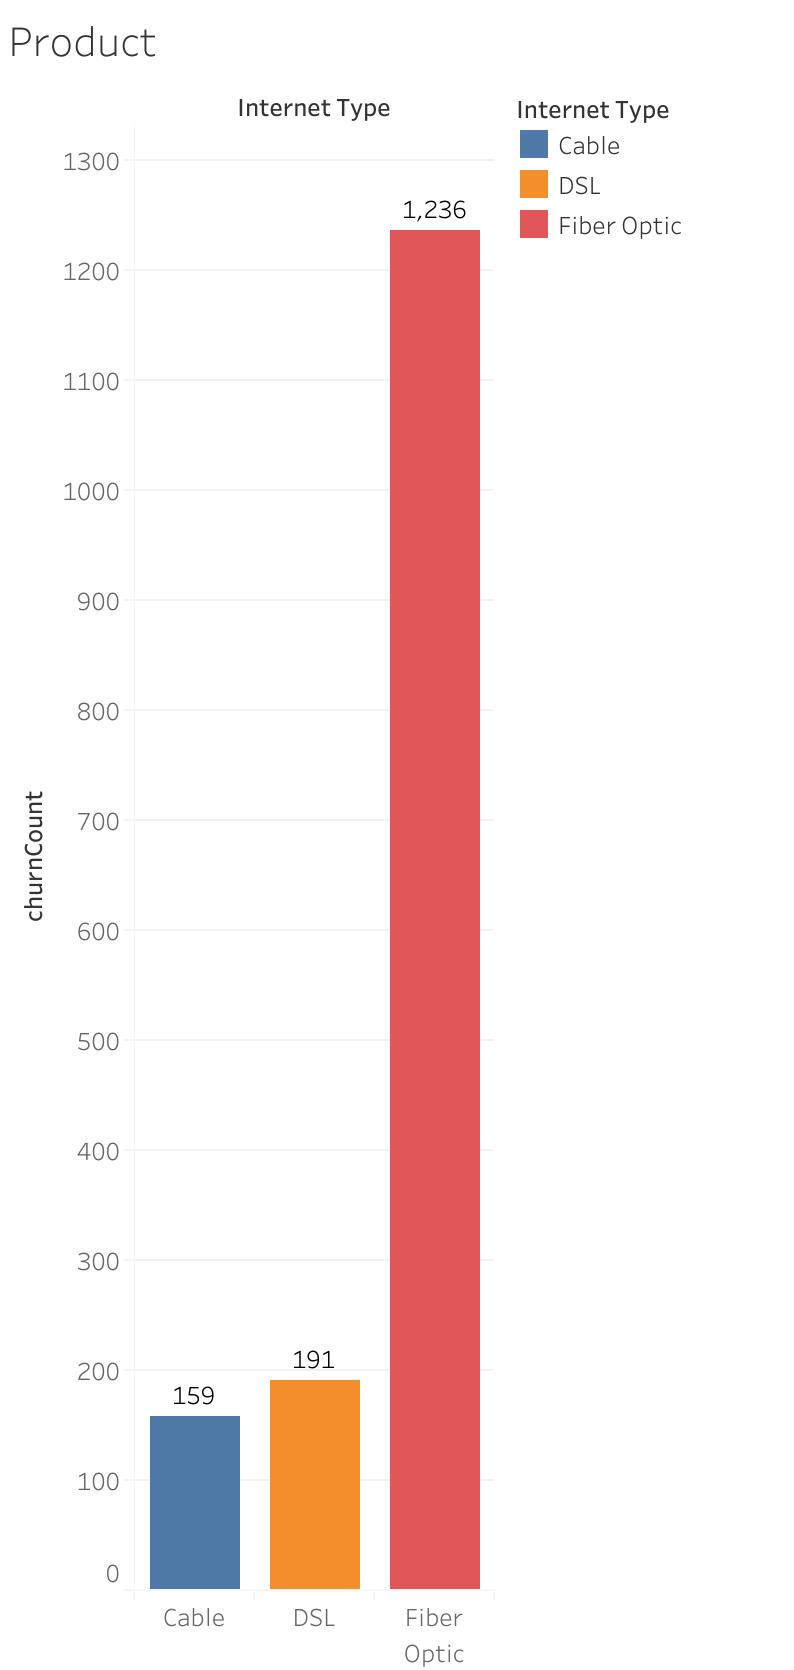 Product
Internet Type
Internet Type
Cable
DSL
Fiber Optic
1300
1200
1100
1000
900
800
700
600
500
400
300
200
100
0
churnCount
1,236
191
159
Cable
DSL
Fiber
Optic